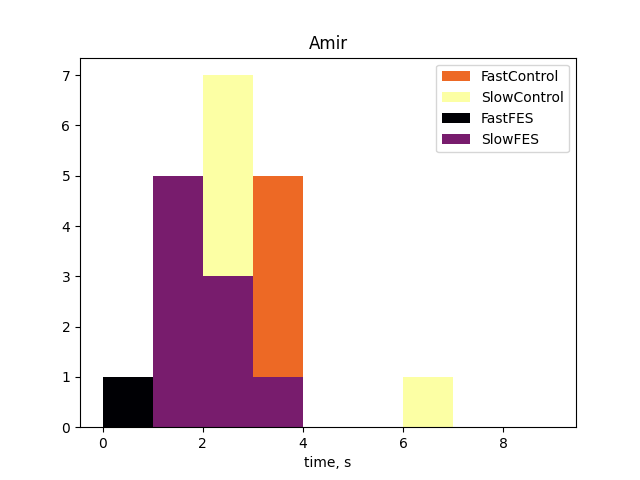 Amir
7
6
5
4
3
2
1
0
0 2 4 6 8
time, s
FastControl
SlowControl
FastFES
SlowFES